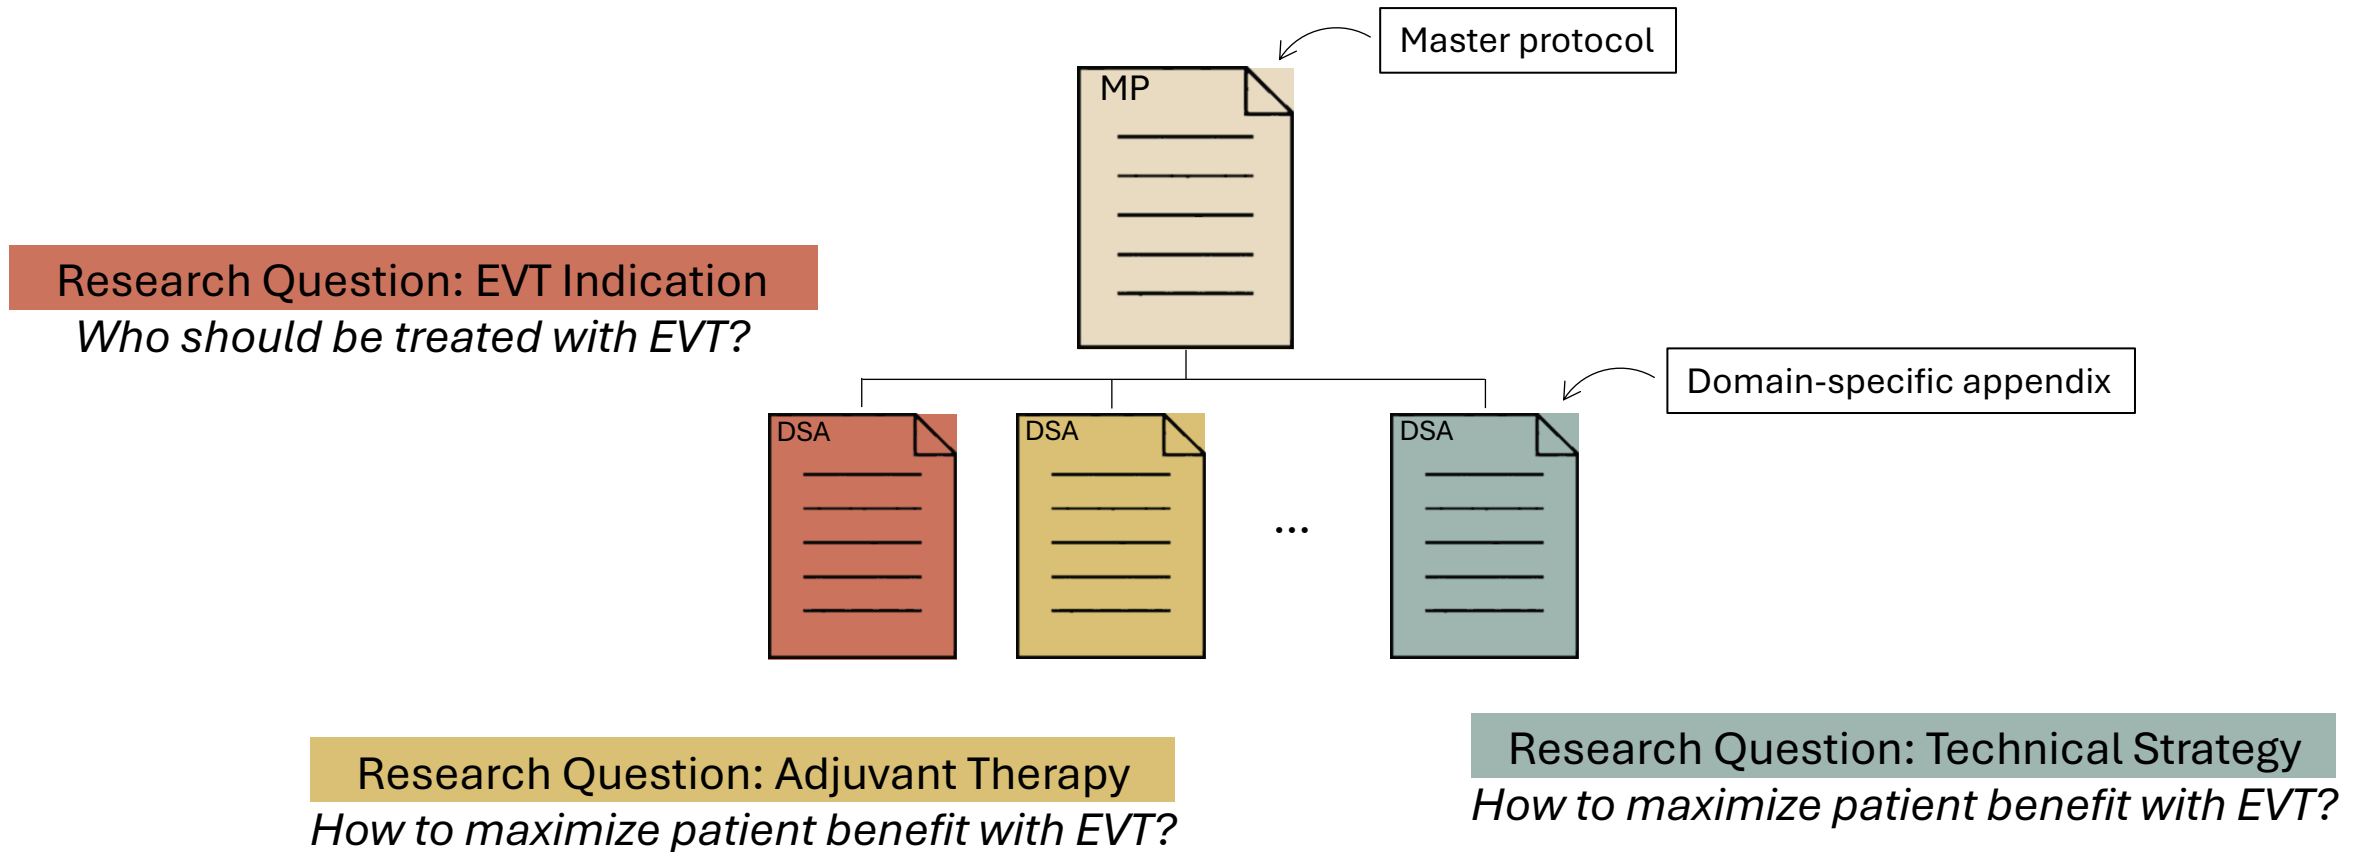 Master protocol
MP
Research Question: EVT Indication
Who should be treated with EVT?
Domain-specific appendix
DSA
DSA
...
DSA
Research Question: Adjuvant Therapy
How to maximize patient benefit with EVT?
Research Question: Technical Strategy
How to maximize patient benefit with EVT?